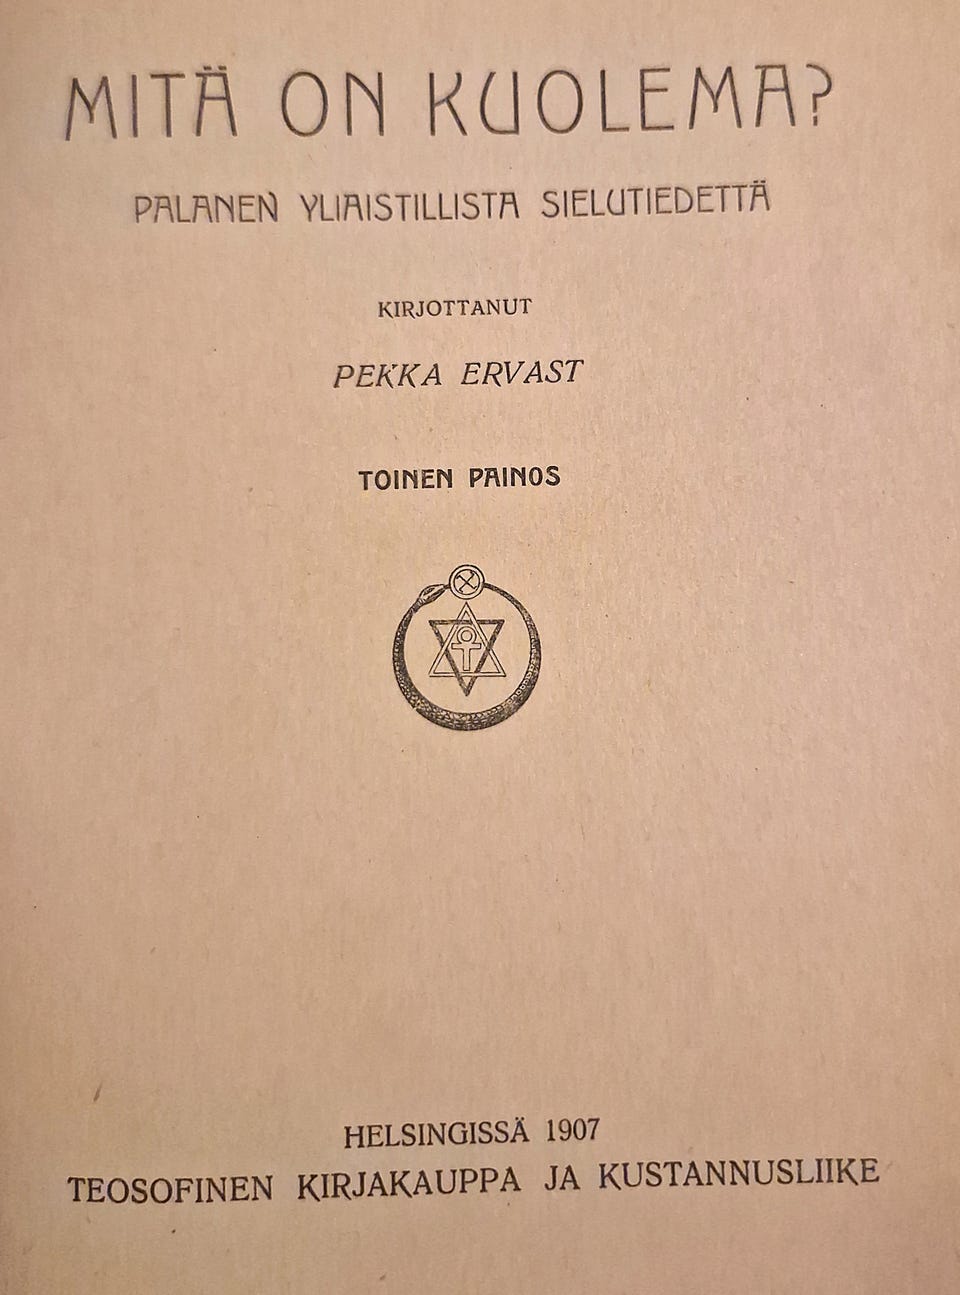 MITÄ ON KUOLEMA?
PALANEN YLIAISTILLISTA SIELUTIEDETTÄ
KIRJOTTANUT
PEKKA ERVAST
TOINEN PAINOS
HELSINGISSÄ 1907
TEOSOFINEN KIRJAKAUPPA JA KUSTANNUSLIIKE